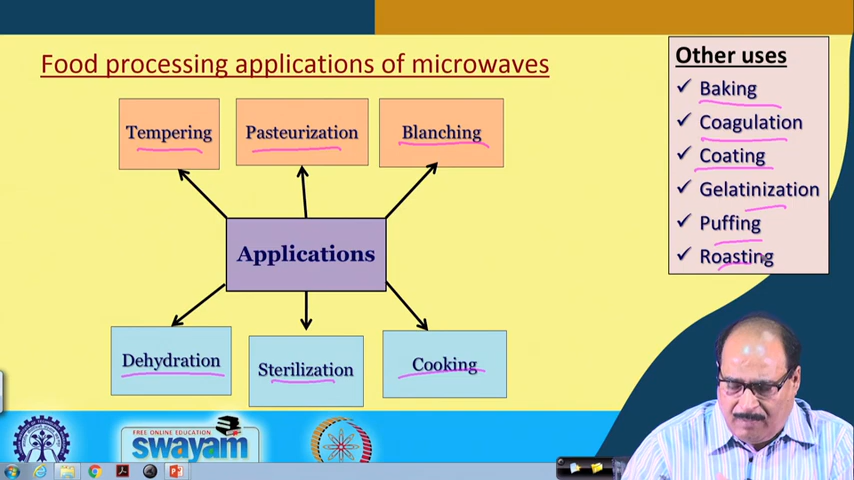 Food processing applications of microwaves
Tempering
Pasteurization
Blanching
Applications
Dehydration
Sterilization
Cooking
Other uses
✓ Baking
✓ Coagulation
✓ Coating
✓ Gelatinization
✓ Puffing
✓ Roasting
FREE ONLINE EDUCATION
swayam